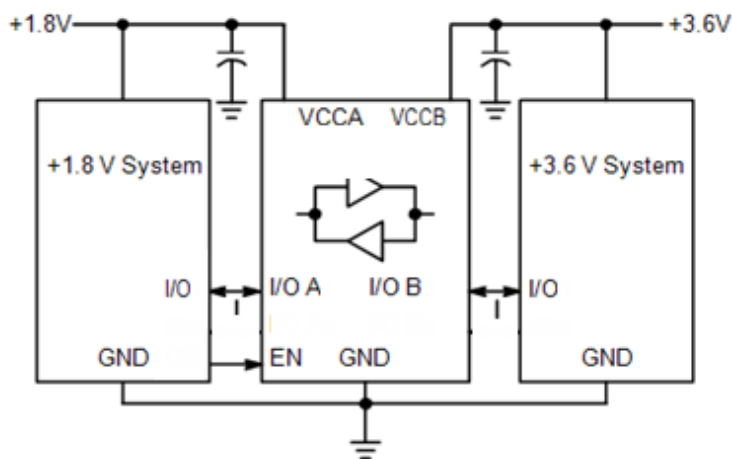 +1.8V
+3.6V
VCCA
VCCB
+1.8 V System
+3.6 V System
I/O
I/O A
I/O B
I/O
GND
EN
GND
GND